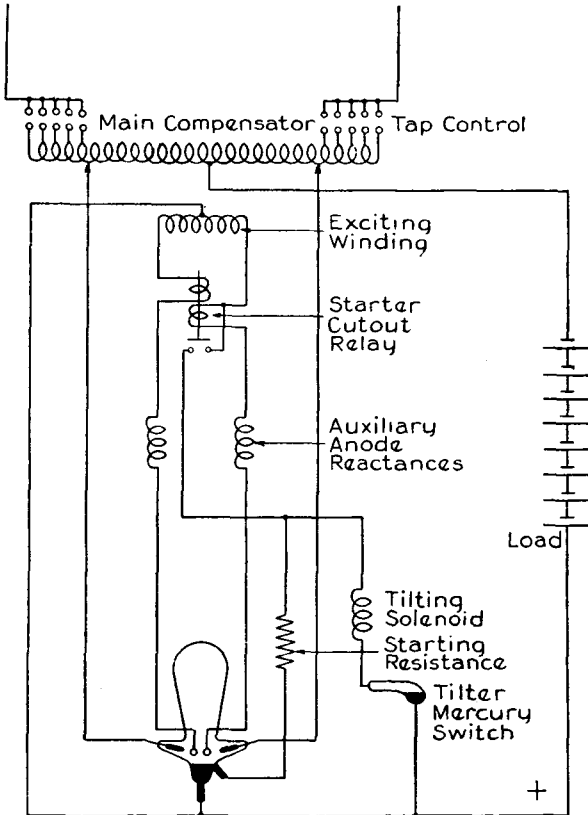 Main Compensator Tap Control
Exciting
Winding
Starter
Cutout
Relay
Auxiliary
Anode
Reactances
Load
Tilting
Solenoid
Starting
Resistance
Tilter
Mercury
Switch
+